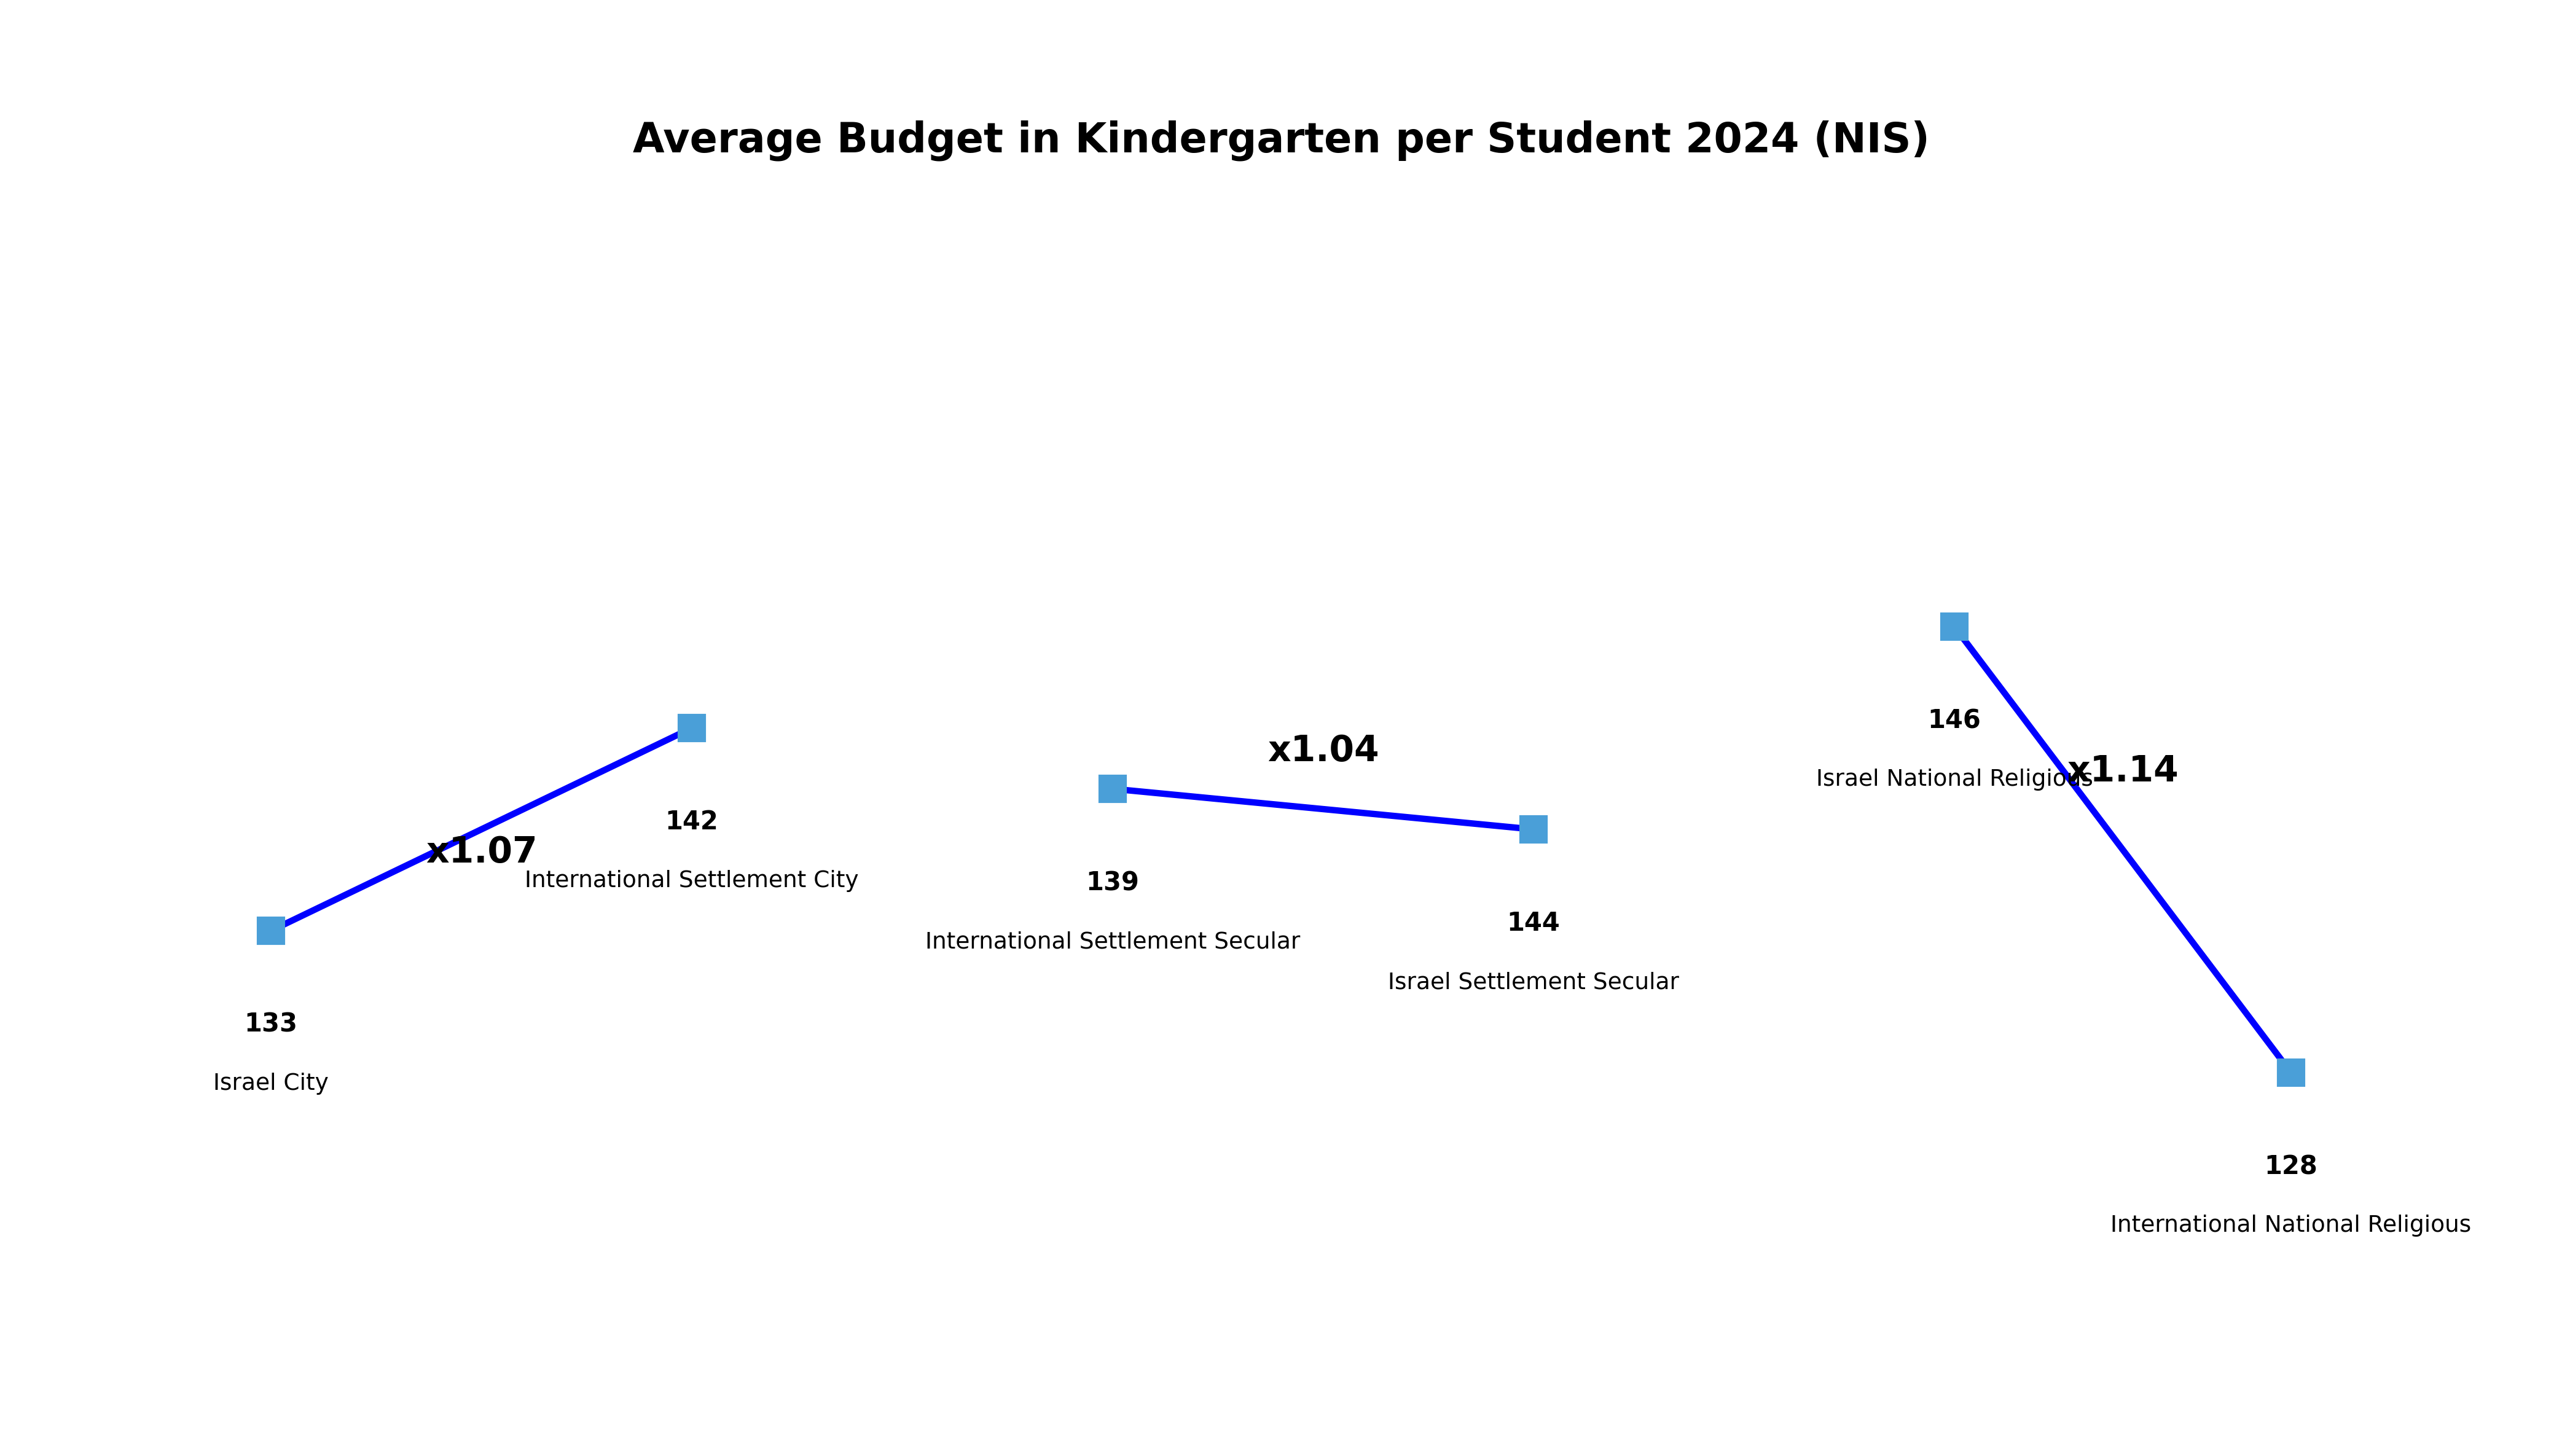 Average Budget in Kindergarten per Student 2024 (NIS)
x1.07
133
Israel City
142
International Settlement City
x1.04
139
International Settlement Secular
144
Israel Settlement Secular
146
Israel National Religious
x1.14
128
International National Religious